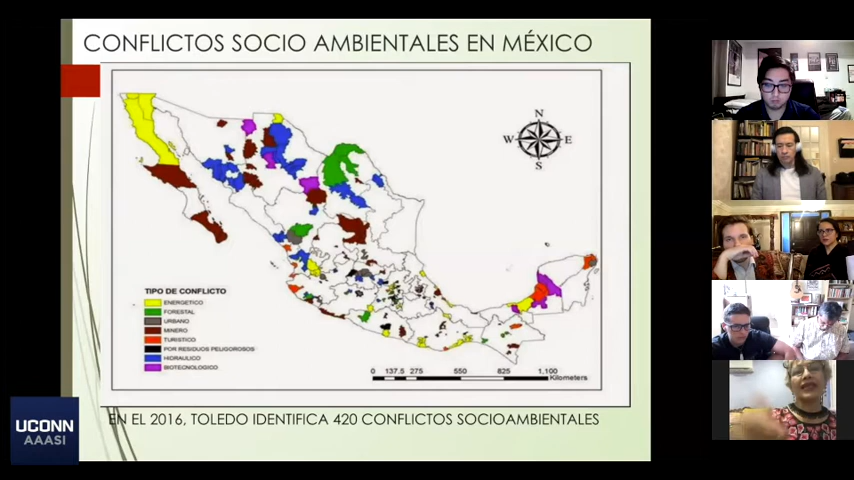 CONFLICTOS SOCIO AMBIENTALES EN MÉXICO
N
W
E
S
TIPO DE CONFLICTO
ENERGETICO
FORESTAL
URBANO
MINERO
TURISTICO
POR RESIDUOS PELIGOROSOS
HIDRAULICO
BIOTECNOLOGICO
0 137.5 275 550 825 1,100
Kilometers
EN EL 2016, TOLEDO IDENTIFICA 420 CONFLICTOS SOCIOAMBIENTALES
UCONN
AAASI